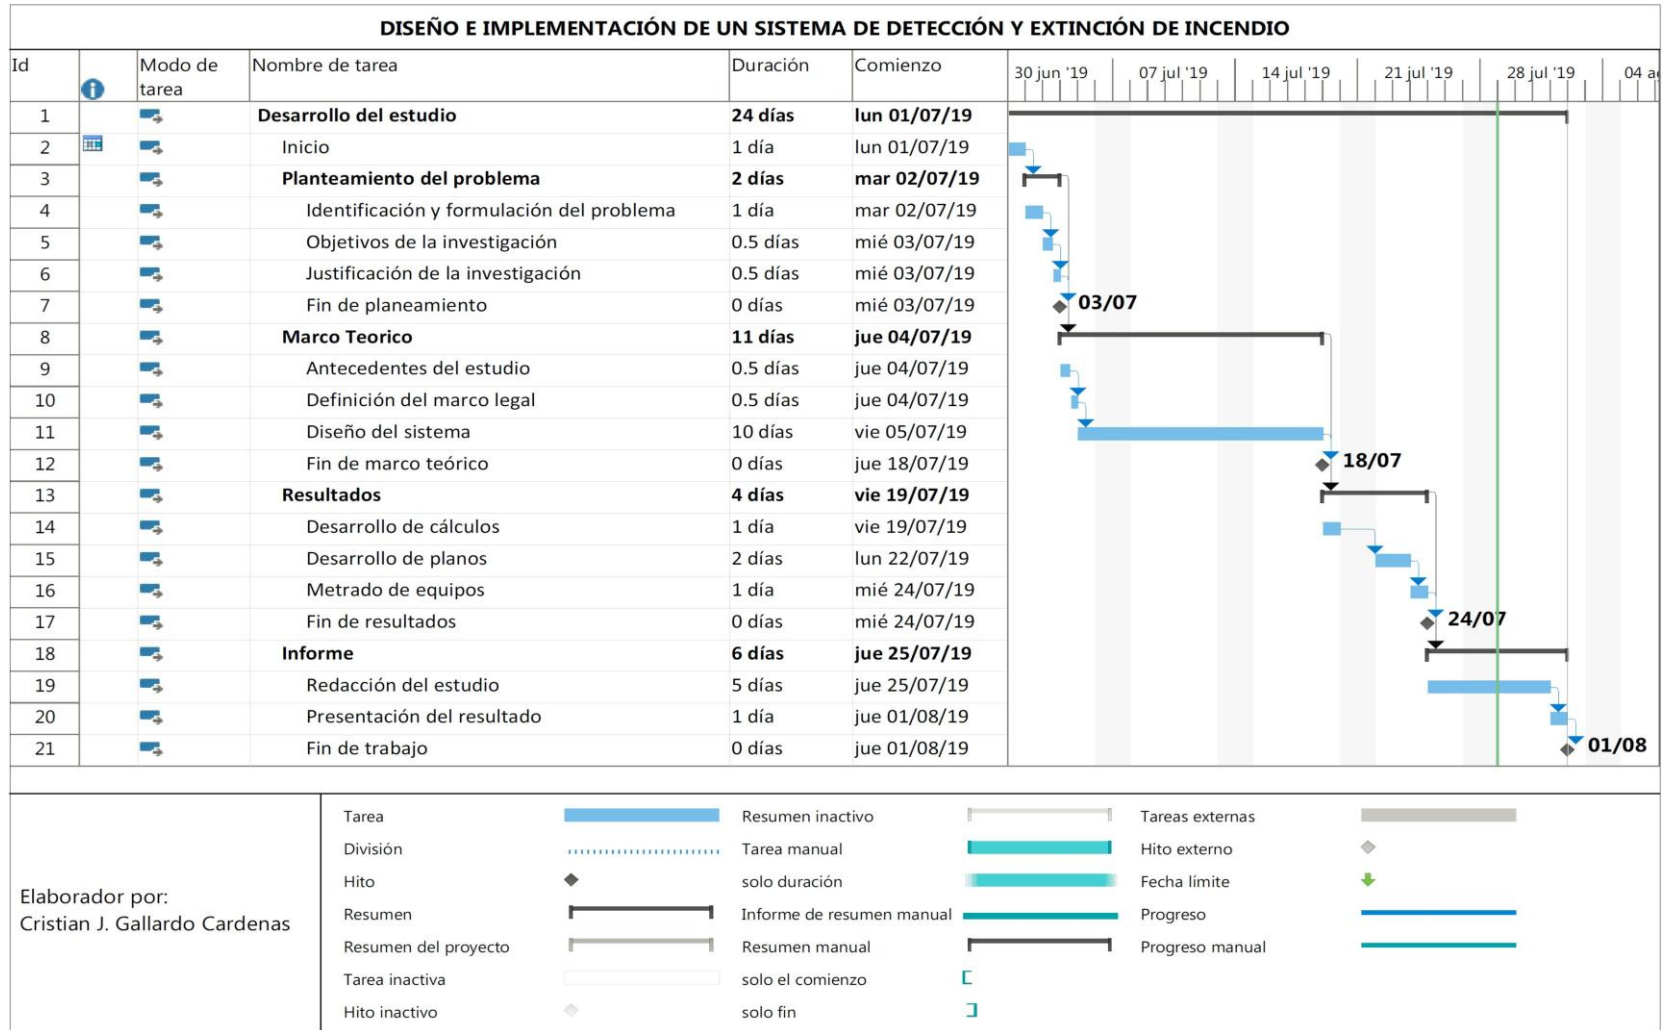 DISEÑO E IMPLEMENTACIÓN DE UN SISTEMA DE DETECCIÓN Y EXTINCIÓN DE INCENDIO
Id Modo de tarea Nombre de tarea Duración Comienzo 30 jun '19 07 jul '19 14 jul '19 21 jul '19 28 jul '19 04 a
1 Desarrollo del estudio 24 días lun 01/07/19
2 Inicio 1 día lun 01/07/19
3 Planteamiento del problema 2 días mar 02/07/19
4 Identificación y formulación del problema 1 día mar 02/07/19
5 Objetivos de la investigación 0.5 días mié 03/07/19
6 Justificación de la investigación 0.5 días mié 03/07/19
7 Fin de planeamiento 0 días mié 03/07/19 03/07
8 Marco Teorico 11 días jue 04/07/19
9 Antecedentes del estudio 0.5 días jue 04/07/19
10 Definición del marco legal 0.5 días jue 04/07/19
11 Diseño del sistema 10 días vie 05/07/19
12 Fin de marco teórico 0 días jue 18/07/19 18/07
13 Resultados 4 días vie 19/07/19
14 Desarrollo de cálculos 1 día vie 19/07/19
15 Desarrollo de planos 2 días lun 22/07/19
16 Metrado de equipos 1 día mié 24/07/19
17 Fin de resultados 0 días mié 24/07/19 24/07
18 Informe 6 días jue 25/07/19
19 Redacción del estudio 5 días jue 25/07/19
20 Presentación del resultado 1 día jue 01/08/19
21 Fin de trabajo 0 días jue 01/08/19 01/08
Elaborador por:
Cristian J. Gallardo Cardenas
Tarea Resumen inactivo Tareas externas
División Tarea manual Hito externo
Hito solo duración Fecha límite
Resumen Informe de resumen manual Progreso
Resumen del proyecto Resumen manual Progreso manual
Tarea inactiva solo el comienzo
Hito inactivo solo fin